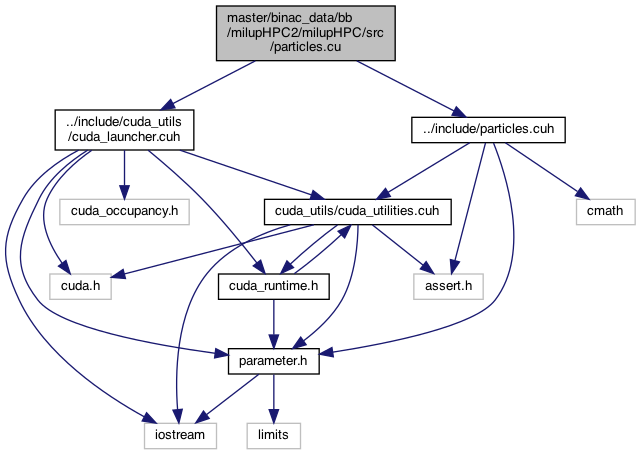 master/binac_data/bb
/milupHPC2/milupHPC/src
/particles.cu
../include/cuda_utils
/cuda_launcher.cuh
../include/particles.cuh
cuda_occupancy.h
cuda_utils/cuda_utilities.cuh
cmath
cuda.h
cuda_runtime.h
assert.h
parameter.h
iostream
limits